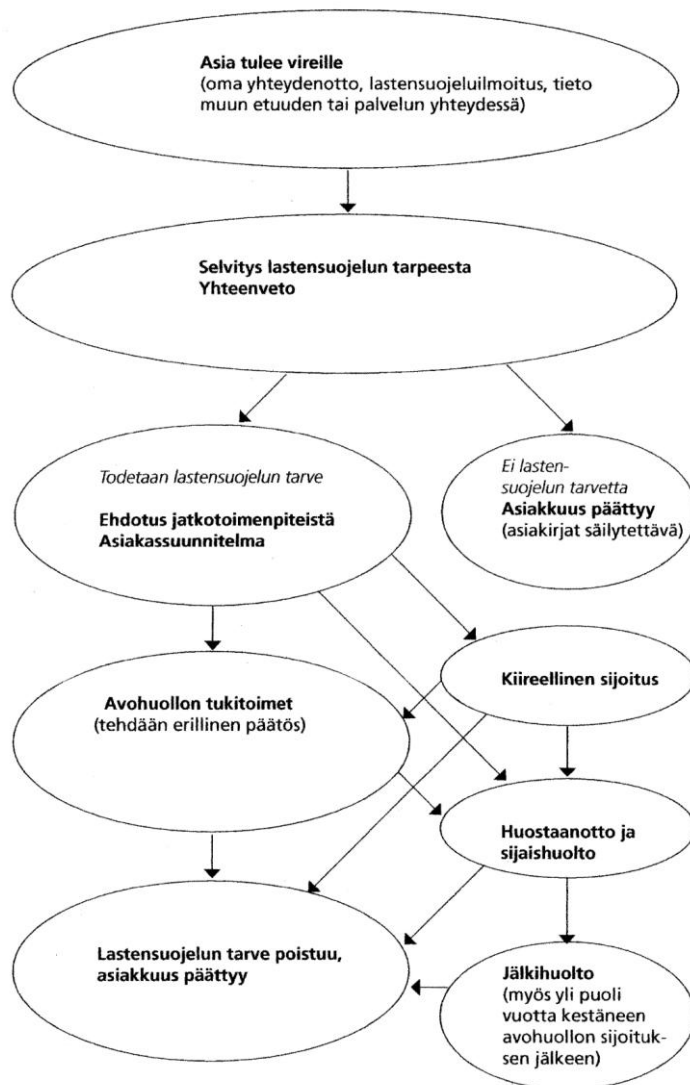 Asia tulee vireille
(oma yhteydenotto, lastensuojeluilmoitus, tieto
muun etuuden tai palvelun yhteydessä)
Selvitys lastensuojelun tarpeesta
Yhteenveto
Todetaan lastensuojelun tarve
Ehdotus jatkotoimenpiteistä
Asiakassuunnitelma
Ei lasten-
suojelun tarvetta
Asiakkuus päättyy
(asiakirjat säilytettävä)
Avohuollon tukitoimet
(tehdään erillinen päätös)
Kiireellinen sijoitus
Huostaanotto ja
sijaishuolto
Lastensuojelun tarve poistuu,
asiakkuus päättyy
Jälkihuolto
(myös yli puoli
vuotta kestäneen
avohuollon sijoituk-
sen jälkeen)